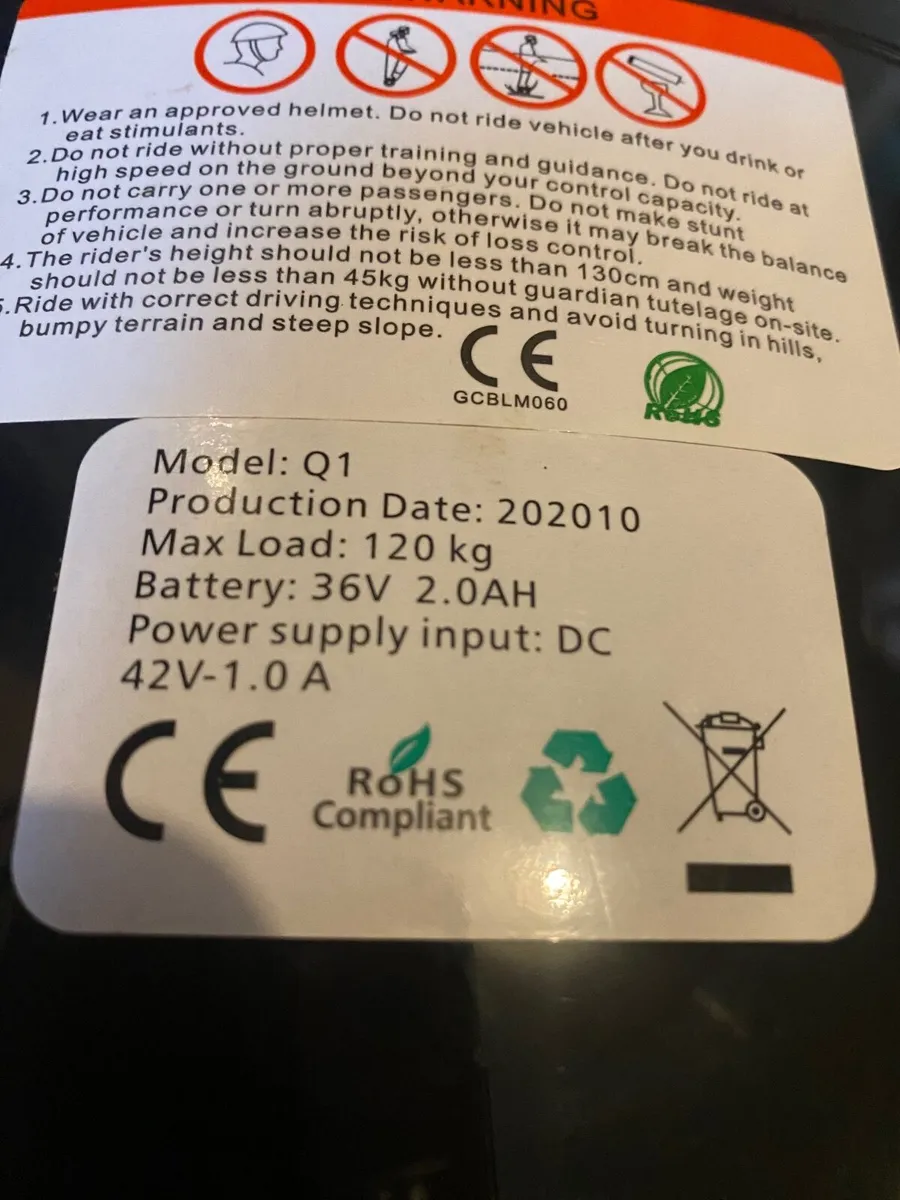 WARNING
1.Wear an approved helmet. Do not ride vehicle after you drink or
eat stimulants.
2.Do not ride without proper training and guidance. Do not ride at
high speed on the ground beyond your control capacity.
3.Do not carry one or more passengers. Do not make stunt
performance or turn abruptly, otherwise it may break the balance
of vehicle and increase the risk of loss control.
4.The rider's height should not be less than 130cm and weight
should not be less than 45kg without guardian tutelage on-site.
5.Ride with correct driving techniques and avoid turning in hills,
bumpy terrain and steep slope.
CE
GCBLM060
RoHS
Model: Q1
Production Date: 202010
Max Load: 120 kg
Battery: 36V 2.0AH
Power supply input: DC
42V-1.0 A
CE
RoHS
Compliant